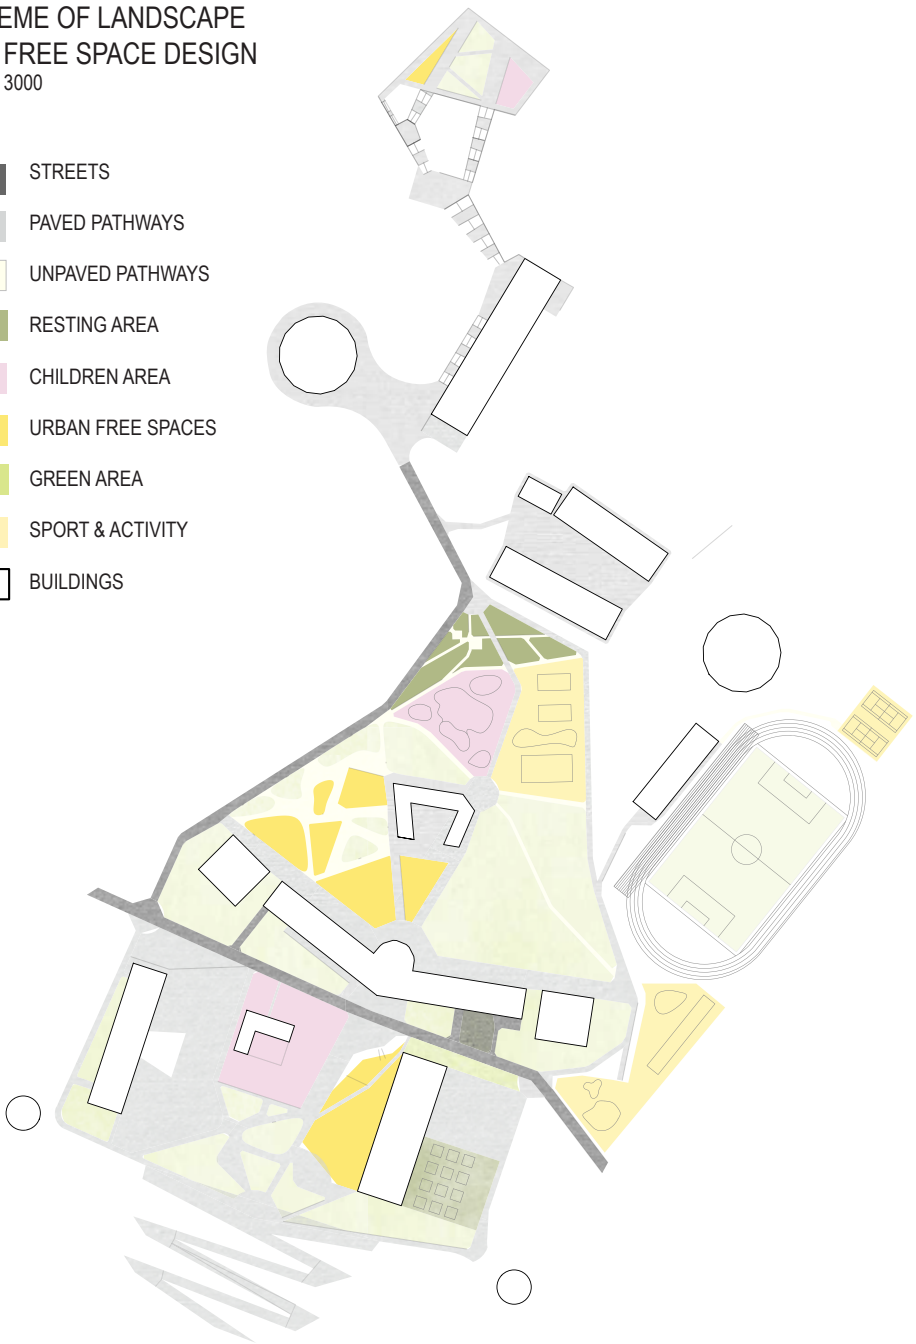 EME OF LANDSCAPE
FREE SPACE DESIGN
3000
STREETS
PAVED PATHWAYS
UNPAVED PATHWAYS
RESTING AREA
CHILDREN AREA
URBAN FREE SPACES
GREEN AREA
SPORT & ACTIVITY
BUILDINGS